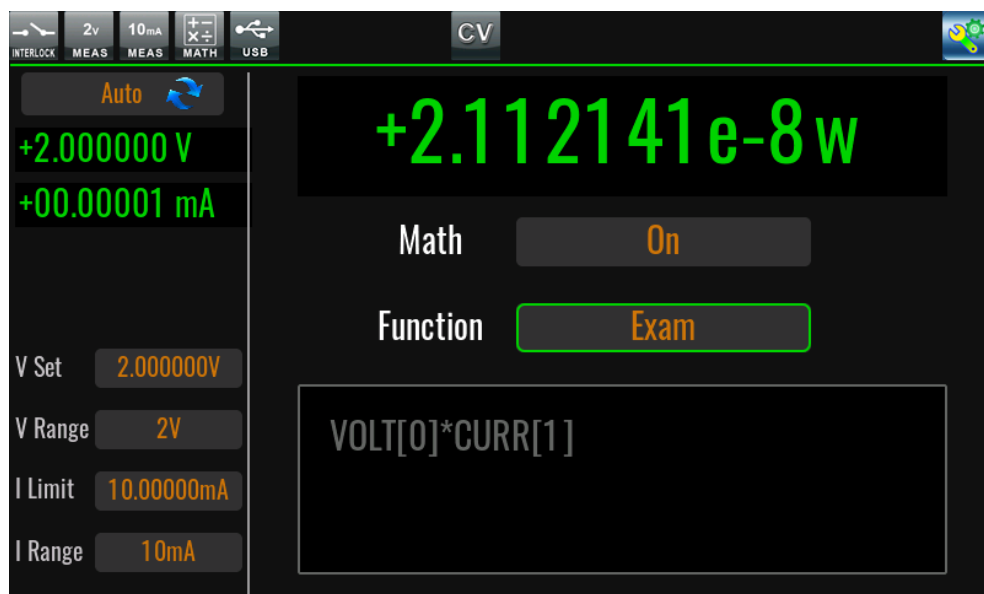 INTERLOCK 2V MEAS 10mA MEAS MATH USB CV
Auto
+2.000000 V
+00.00001 mA
+2.112141e-8 w
Math On
Function Exam
V Set 2.000000V
V Range 2V
I Limit 10.00000mA
I Range 10mA
VOLT[0]*CURR[1]